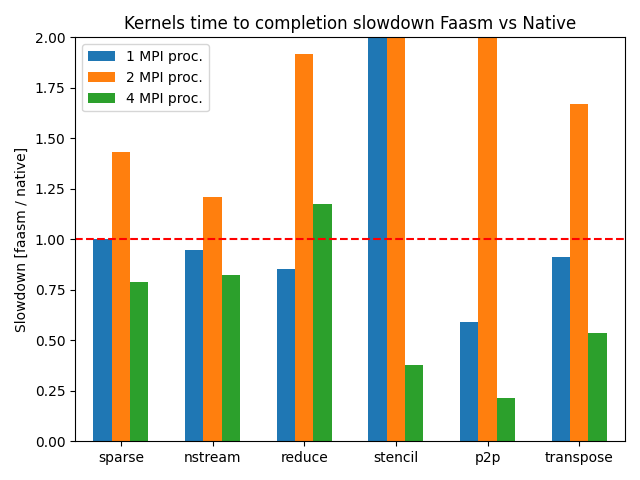 Kernels time to completion slowdown Faasm vs Native
1 MPI proc.
2 MPI proc.
4 MPI proc.
Slowdown [faasm / native]
2.00
1.75
1.50
1.25
1.00
0.75
0.50
0.25
0.00
sparse nstream reduce stencil p2p transpose